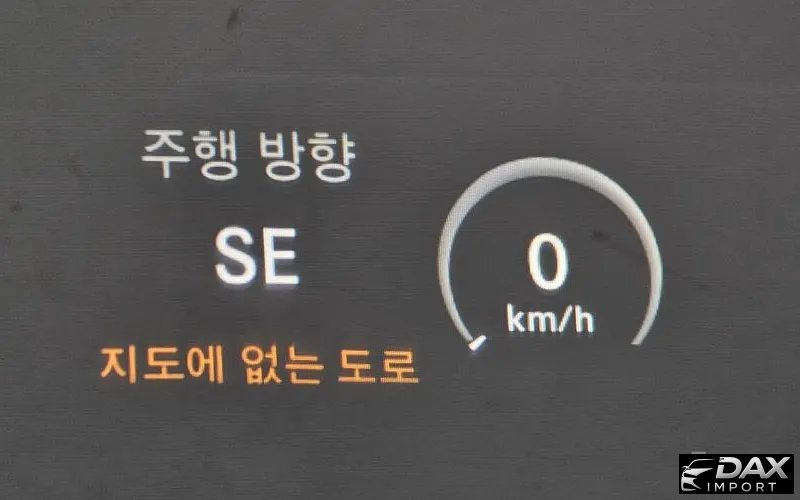 주행 방향
SE
지도에 없는 도로
0
km/h
DAX
IMPORT